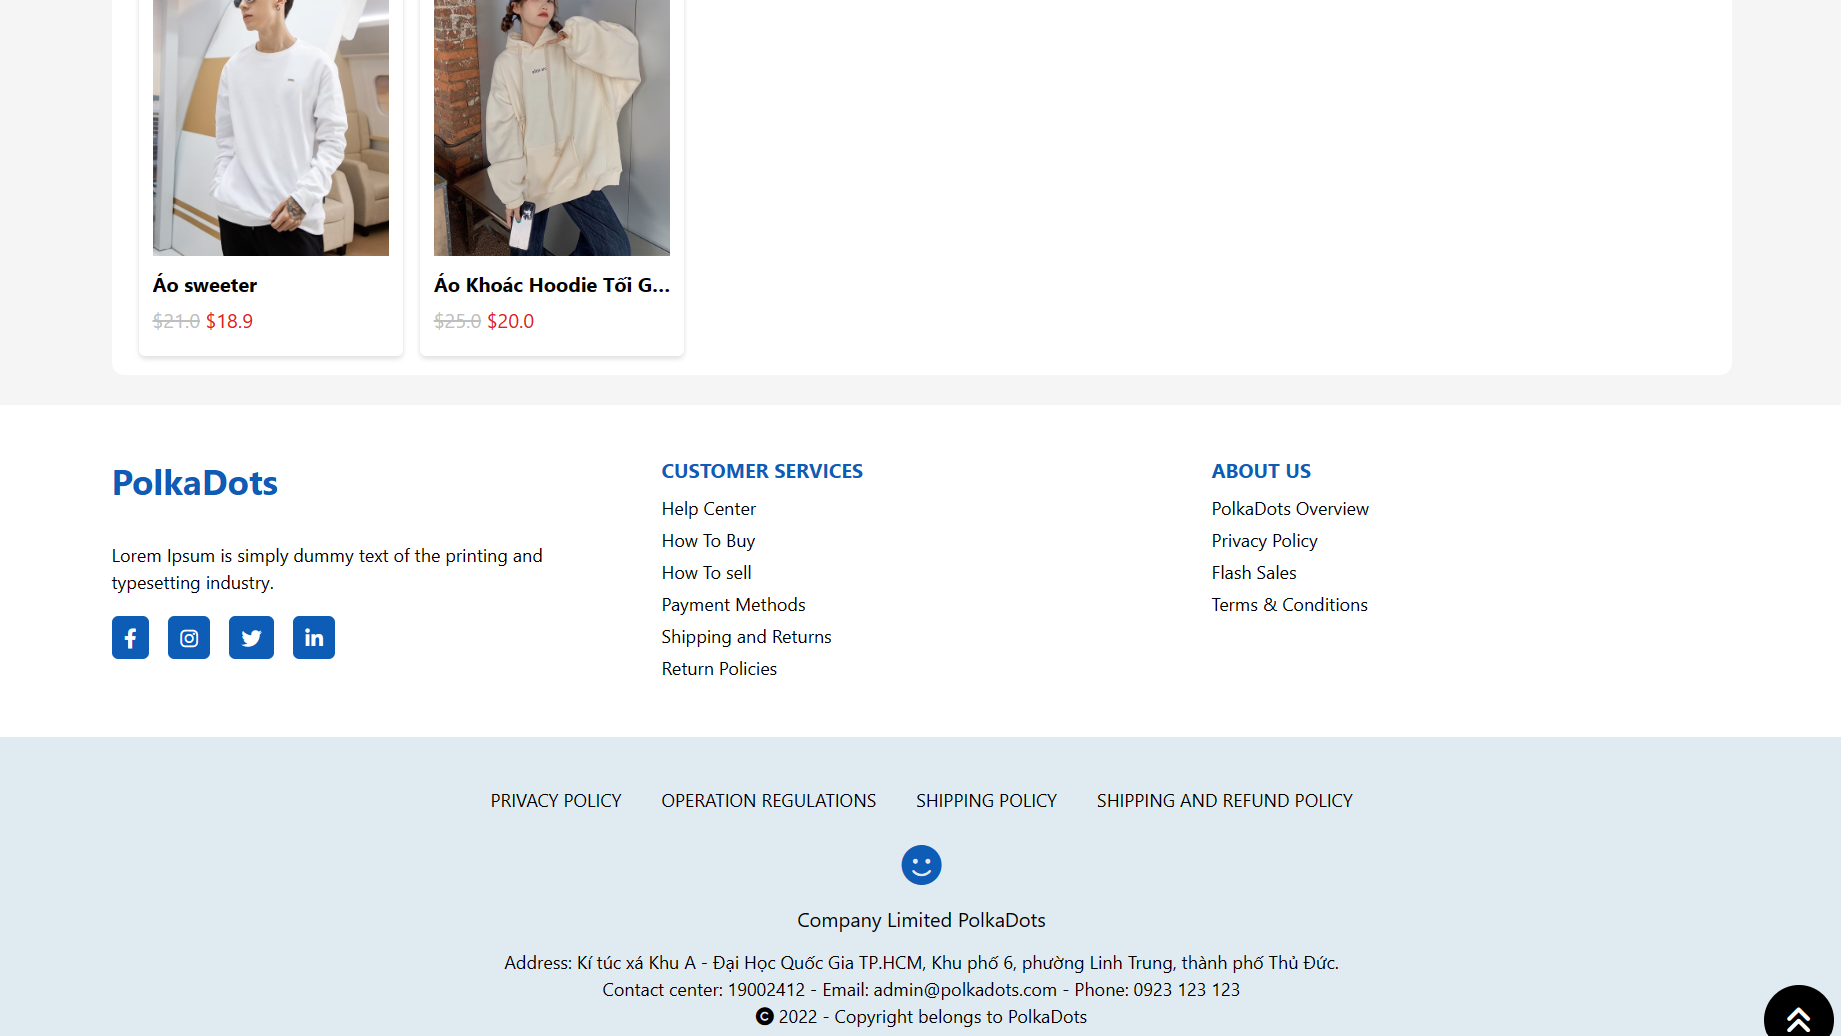 Áo sweeter
$21.0 $18.9
Áo Khoác Hoodie Tối G...
$25.0 $20.0
PolkaDots
Lorem Ipsum is simply dummy text of the printing and
typesetting industry.
CUSTOMER SERVICES
Help Center
How To Buy
How To sell
Payment Methods
Shipping and Returns
Return Policies
ABOUT US
PolkaDots Overview
Privacy Policy
Flash Sales
Terms & Conditions
PRIVACY POLICY OPERATION REGULATIONS SHIPPING POLICY SHIPPING AND REFUND POLICY
Company Limited PolkaDots
Address: Kí túc xá Khu A - Đại Học Quốc Gia TP.HCM, Khu phố 6, phường Linh Trung, thành phố Thủ Đức.
Contact center: 19002412 - Email: admin@polkadots.com - Phone: 0923 123 123
© 2022 - Copyright belongs to PolkaDots